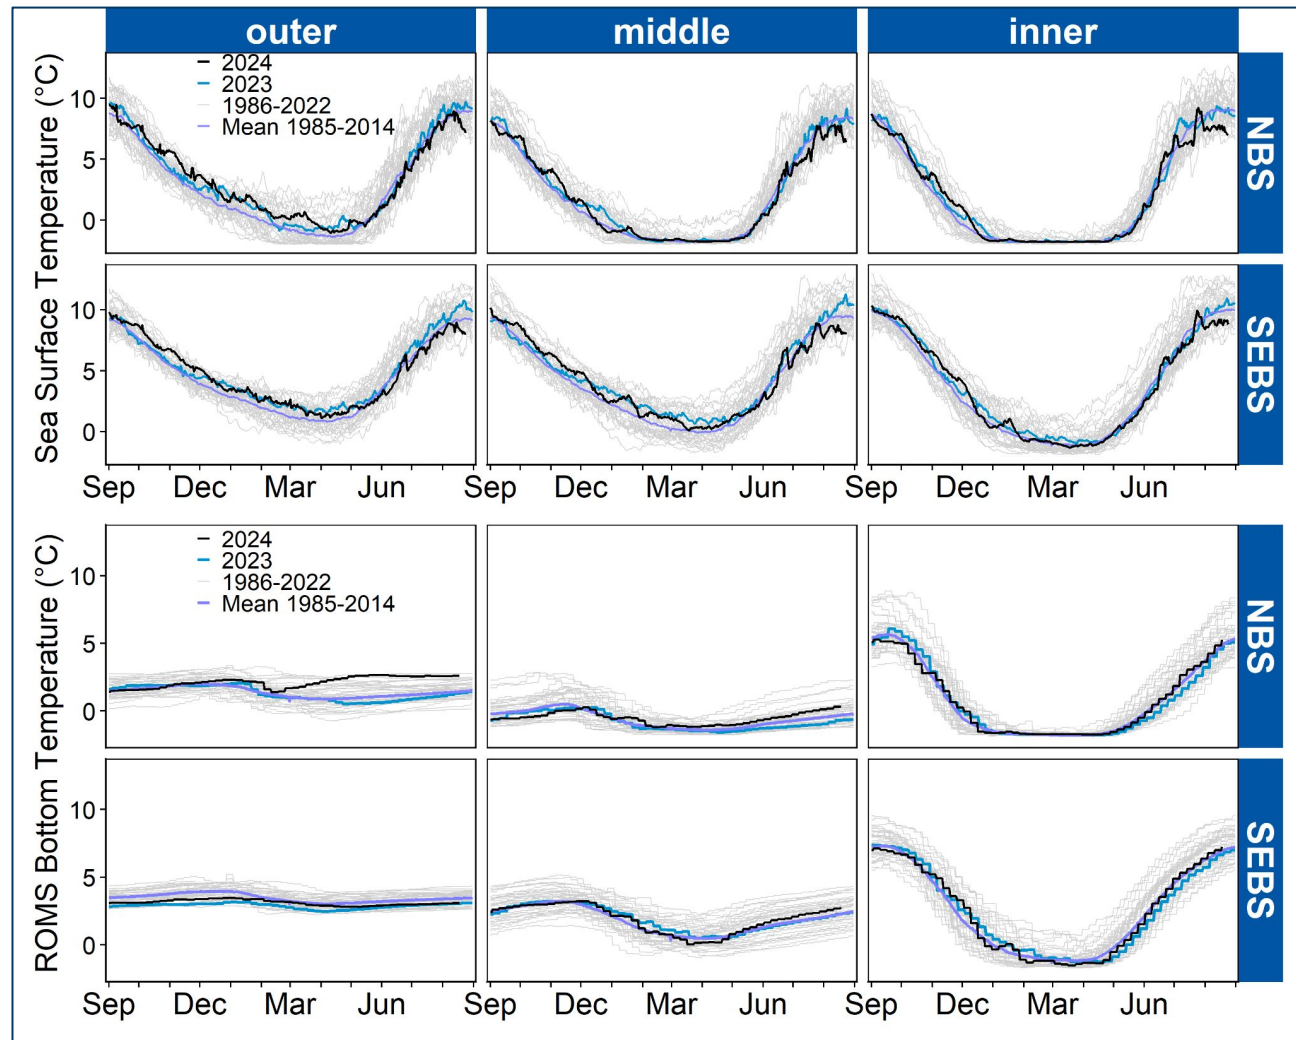 outer middle inner
Sea Surface Temperature (°C)
10
5
0
2024
2023
1986-2022
Mean 1985-2014
NBS
10
5
0
SEBS
Sep Dec Mar Jun Sep Dec Mar Jun Sep Dec Mar Jun
ROMS Bottom Temperature (°C)
10
5
0
2024
2023
1986-2022
Mean 1985-2014
NBS
10
5
0
SEBS
Sep Dec Mar Jun Sep Dec Mar Jun Sep Dec Mar Jun